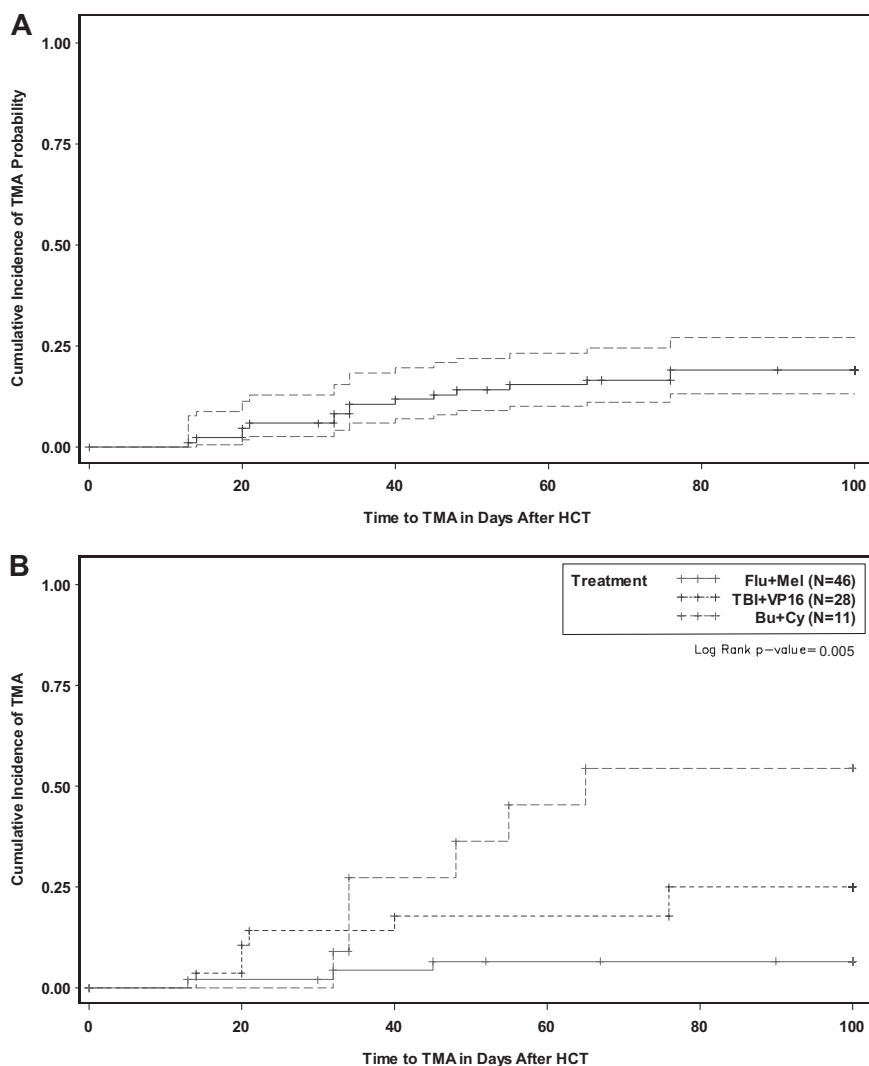 A
1.00
0.75
0.50
0.25
0.00
Cumulative Incidence of TMA Probability
0 20 40 60 80 100
Time to TMA in Days After HCT
B
1.00
0.75
0.50
0.25
0.00
Cumulative Incidence of TMA
Treatment Flu+Mel (N=46)
TBI+VP16 (N=28)
Bu+Cy (N=11)
Log Rank p-value=0.005
0 20 40 60 80 100
Time to TMA in Days After HCT